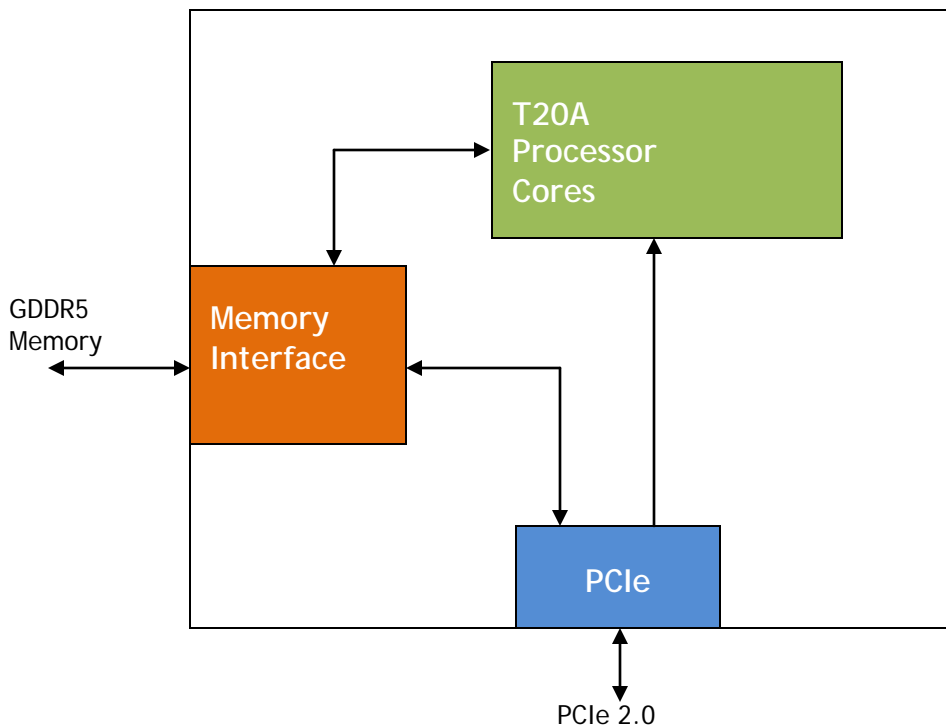 T20A
Processor
Cores
GDDR5
Memory
Memory
Interface
PCIe
PCIe 2.0